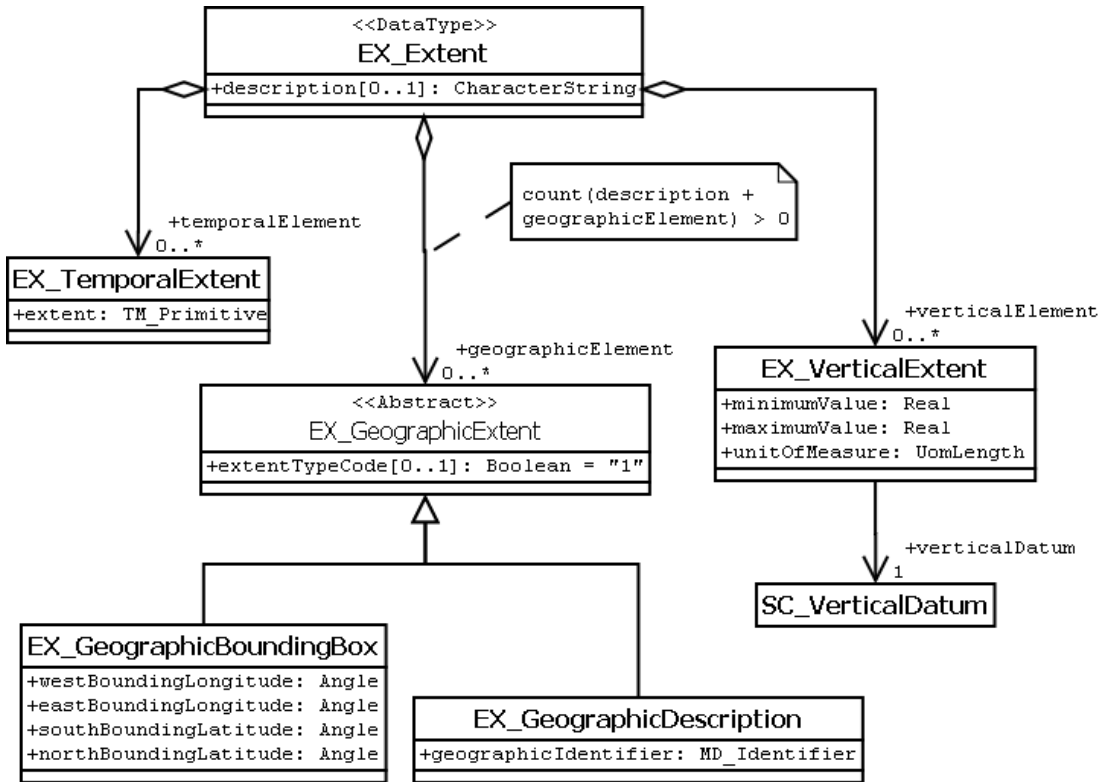 <<DataType>>
EX_Extent
+description[0..1]: CharacterString
count(description +
geographicElement) > 0
+temporalElement
0..*
EX_TemporalExtent
+extent: TM_Primitive
+verticalElement
0..*
EX_VerticalExtent
+minimumValue: Real
+maximumValue: Real
+unitOfMeasure: UomLength
+geographicElement
0..*
<<Abstract>>
EX_GeographicExtent
+extentTypeCode[0..1]: Boolean = "1"
+verticalDatum
1
SC_VerticalDatum
EX_GeographicBoundingBox
+westBoundingLongitude: Angle
+eastBoundingLongitude: Angle
+southBoundingLatitude: Angle
+northBoundingLatitude: Angle
EX_GeographicDescription
+geographicIdentifier: MD_Identifier